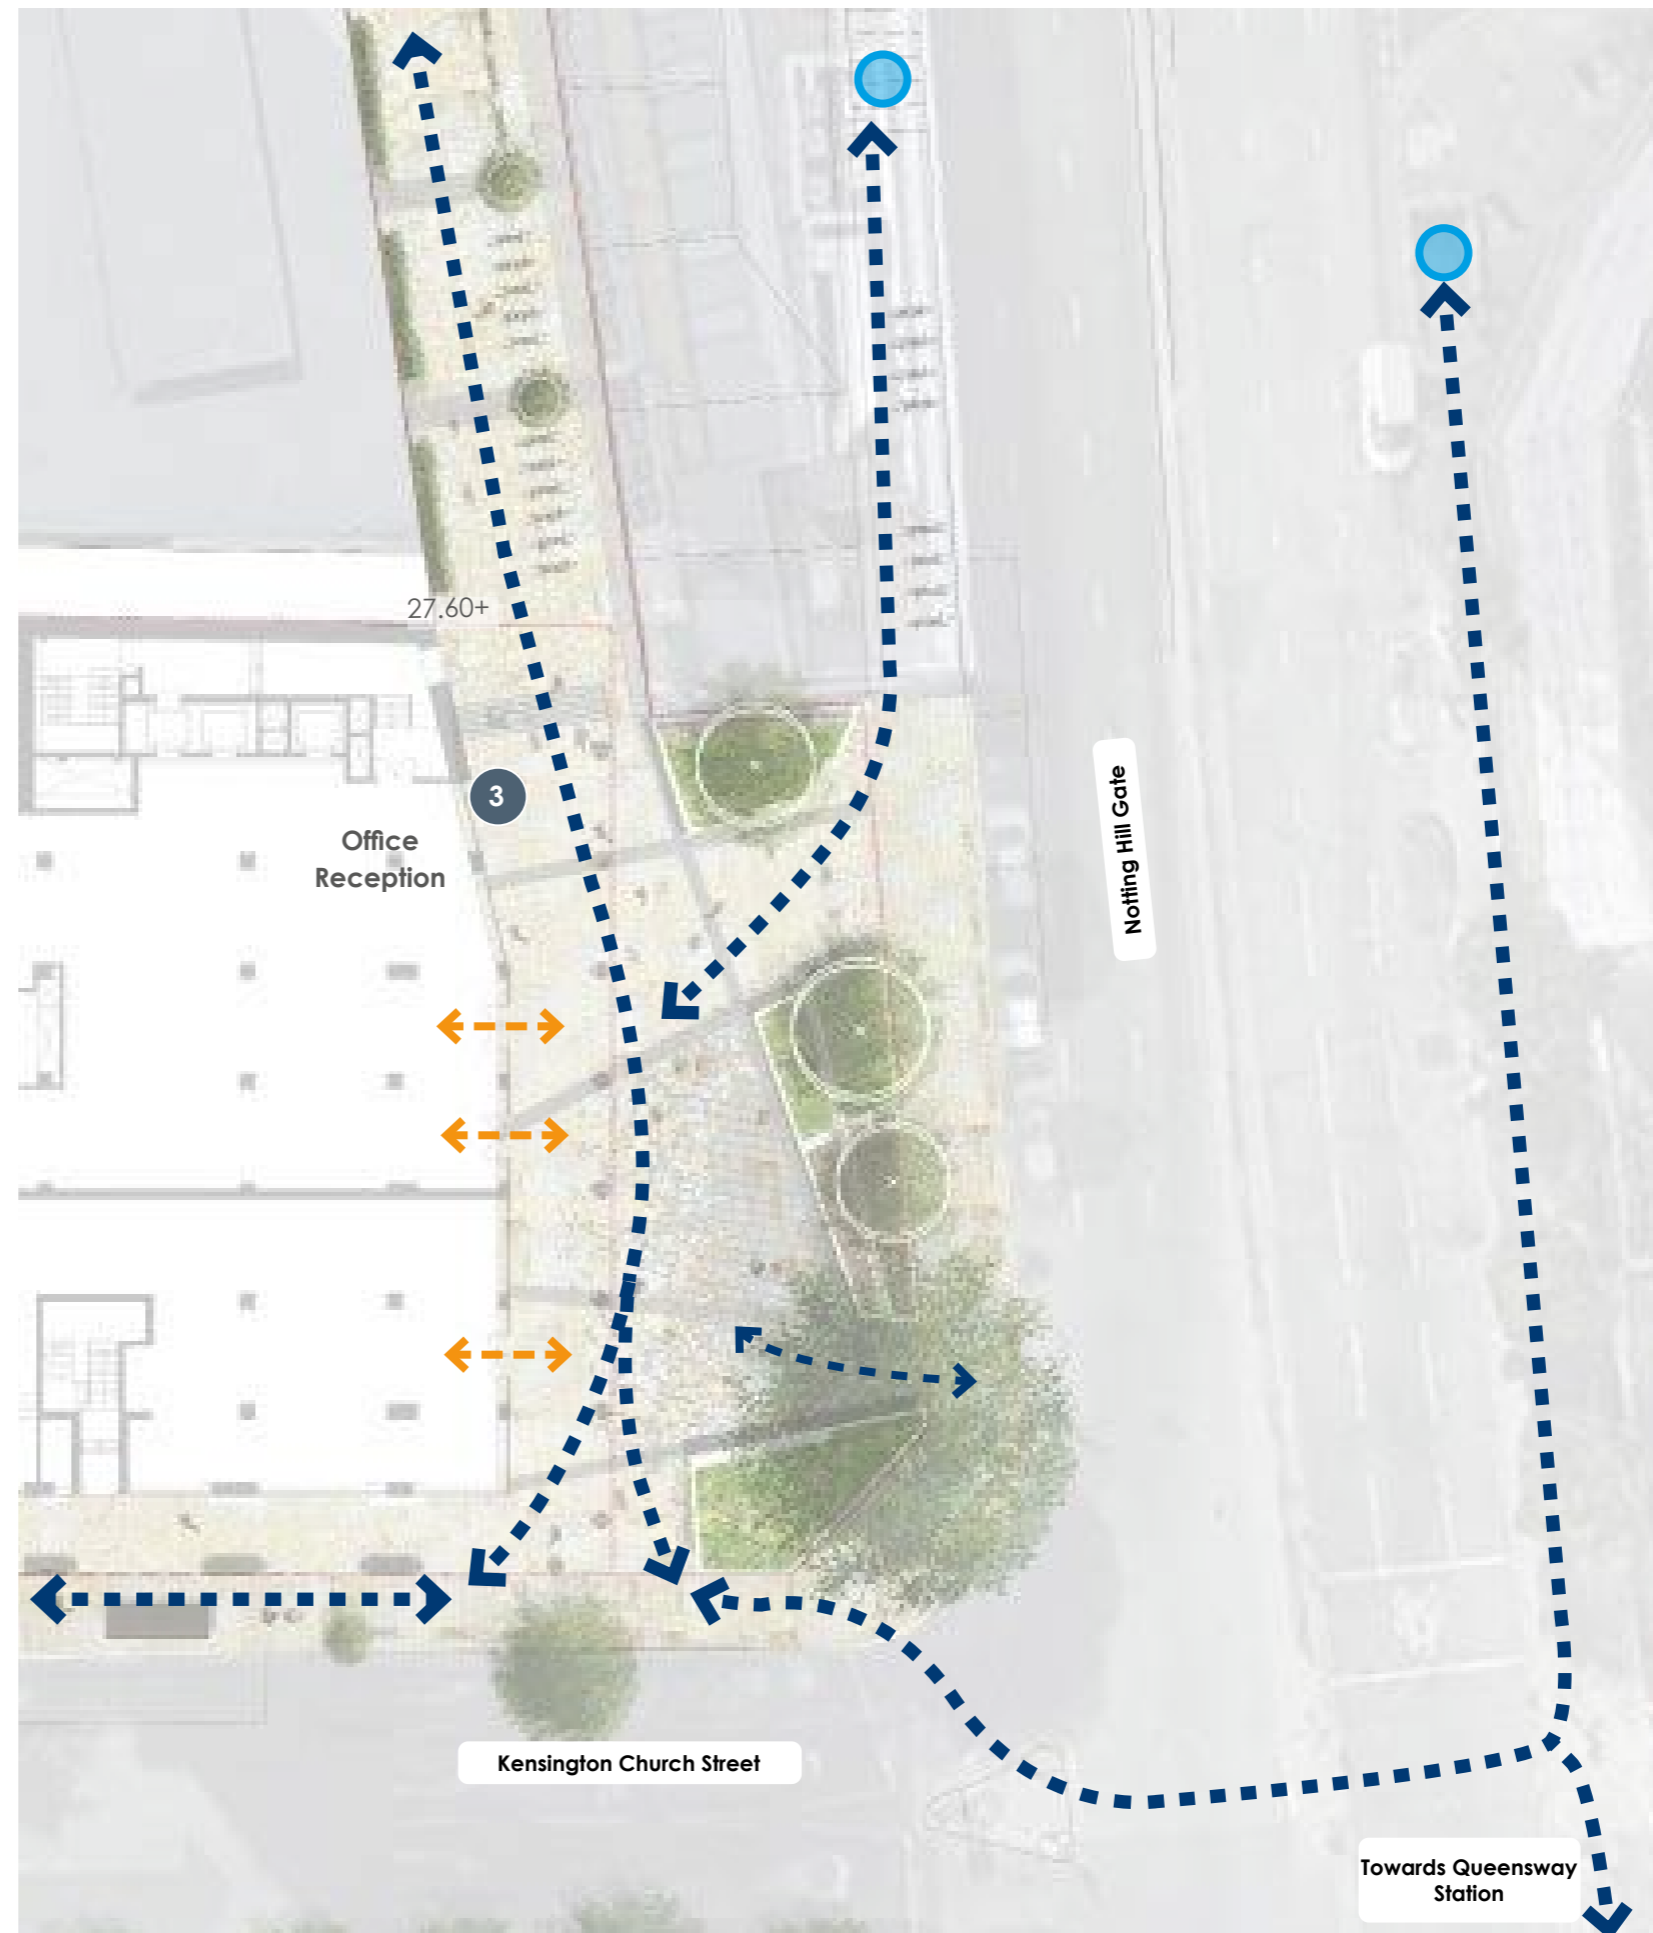 27.60+
3
Office
Reception
Notting Hill Gate
Kensington Church Street
Towards Queensway
Station